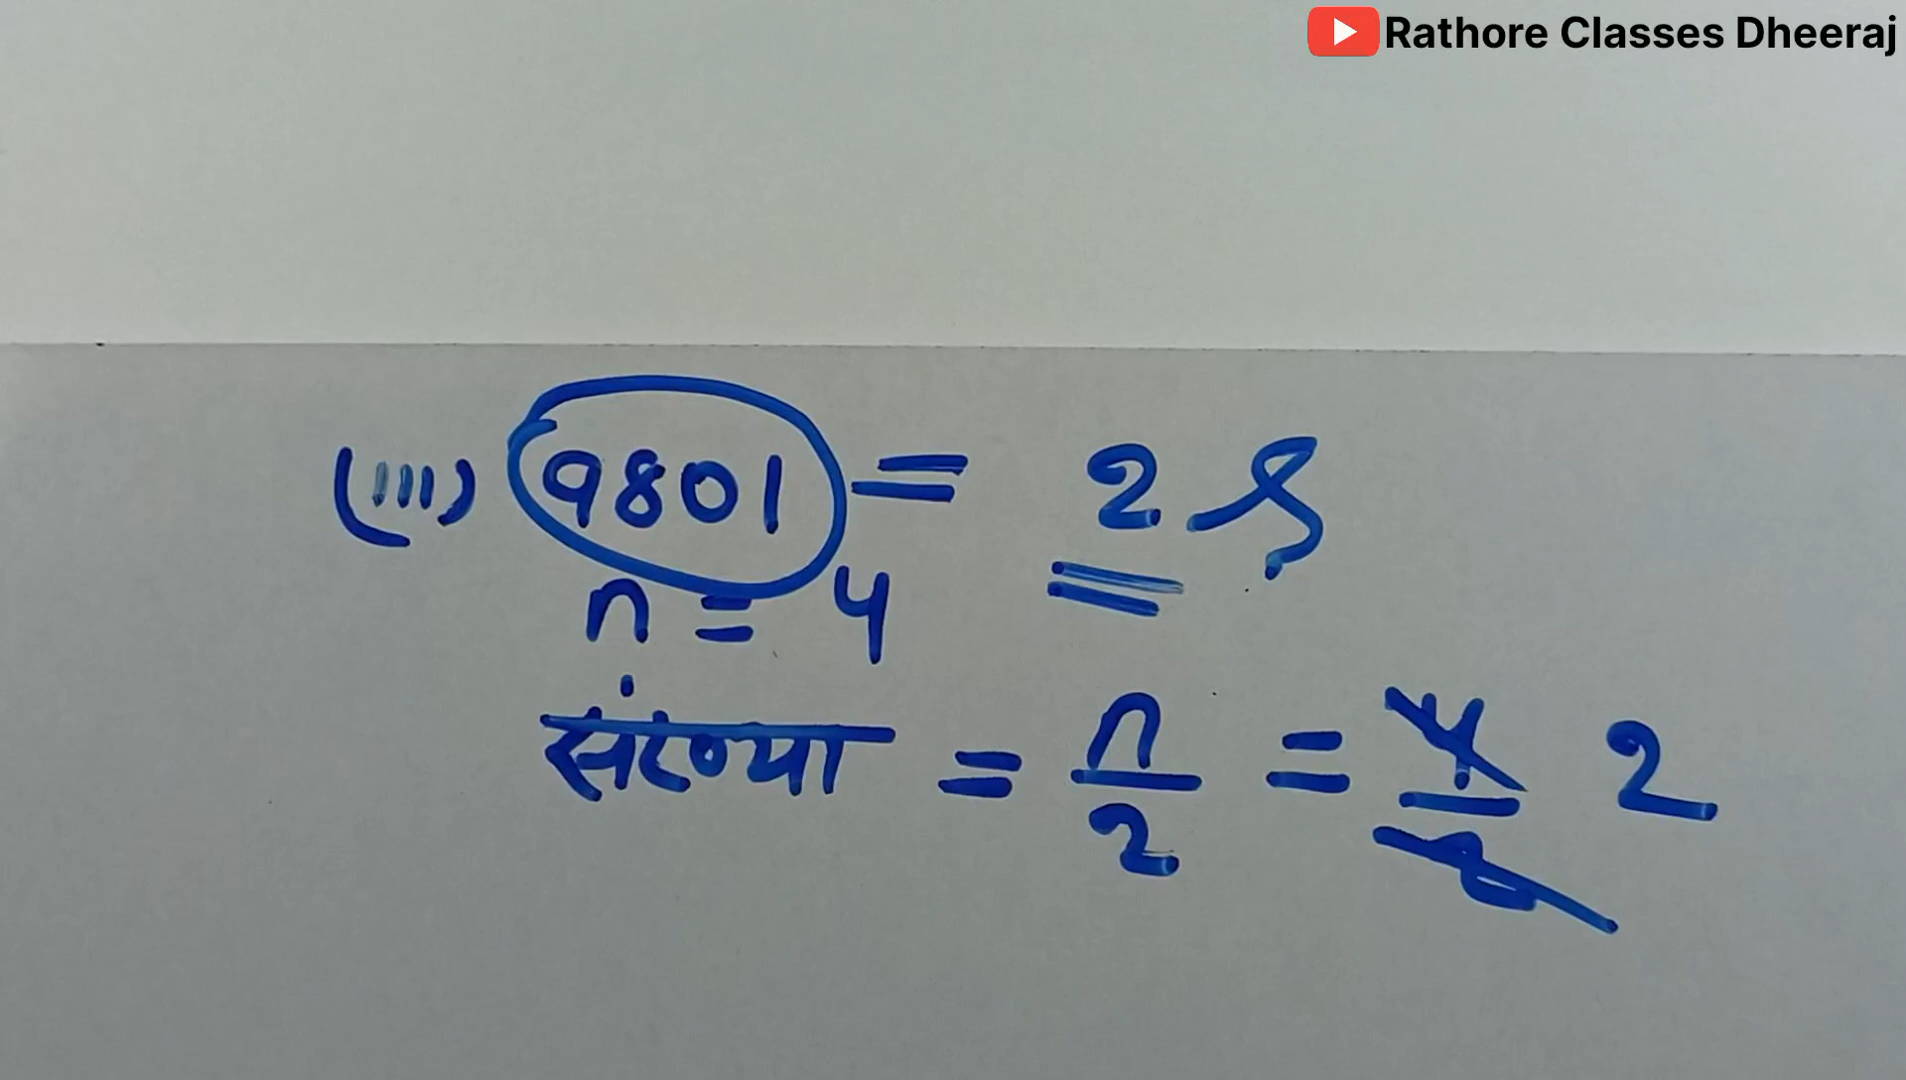 Rathore Classes Dheeraj
(iii) 9801 = 2
n = 4
संख्या = n/2 = 4/2 2